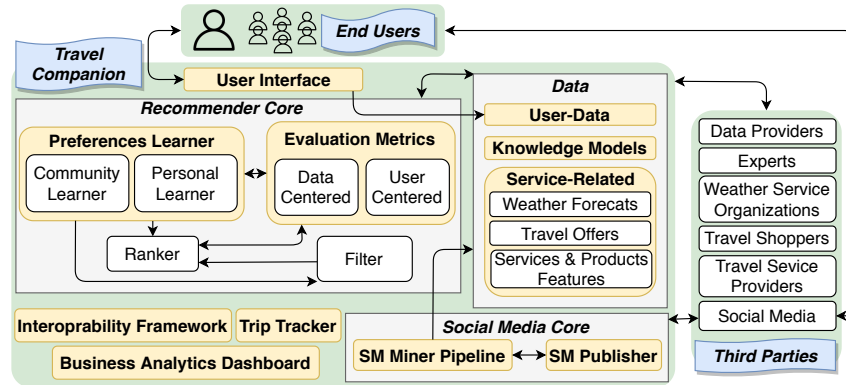 End Users
Travel
Companion
User Interface
Recommender Core
Preferences Learner
Community
Learner
Personal
Learner
Evaluation Metrics
Data
Centered
User
Centered
Ranker
Filter
Data
User-Data
Knowledge Models
Service-Related
Weather Forecats
Travel Offers
Services & Products
Features
Data Providers
Experts
Weather Service
Organizations
Travel Shoppers
Travel Sevice
Providers
Social Media
Third Parties
Interoprability Framework
Trip Tracker
Business Analytics Dashboard
Social Media Core
SM Miner Pipeline
SM Publisher